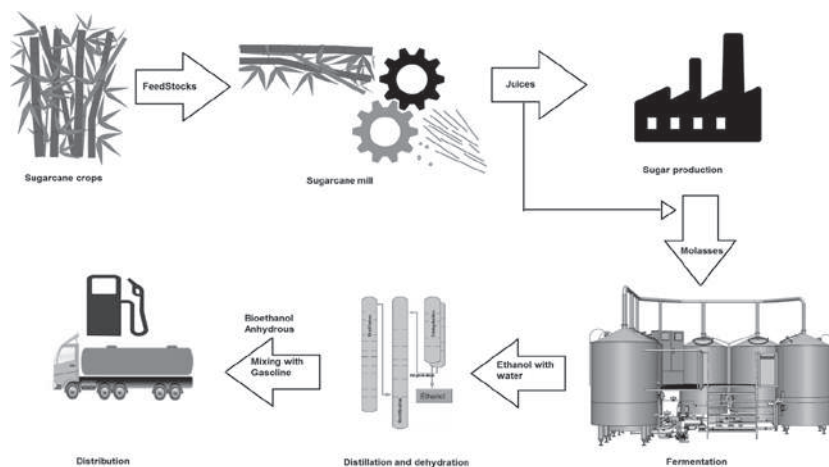 FeedStocks
Juices
Sugarcane crops
Sugarcane mill
Sugar production
Molasses
Bioethanol
Anhydrous
Mixing with
Gasoline
Ethanol
Ethanol with
water
Distribution
Distillation and dehydration
Fermentation